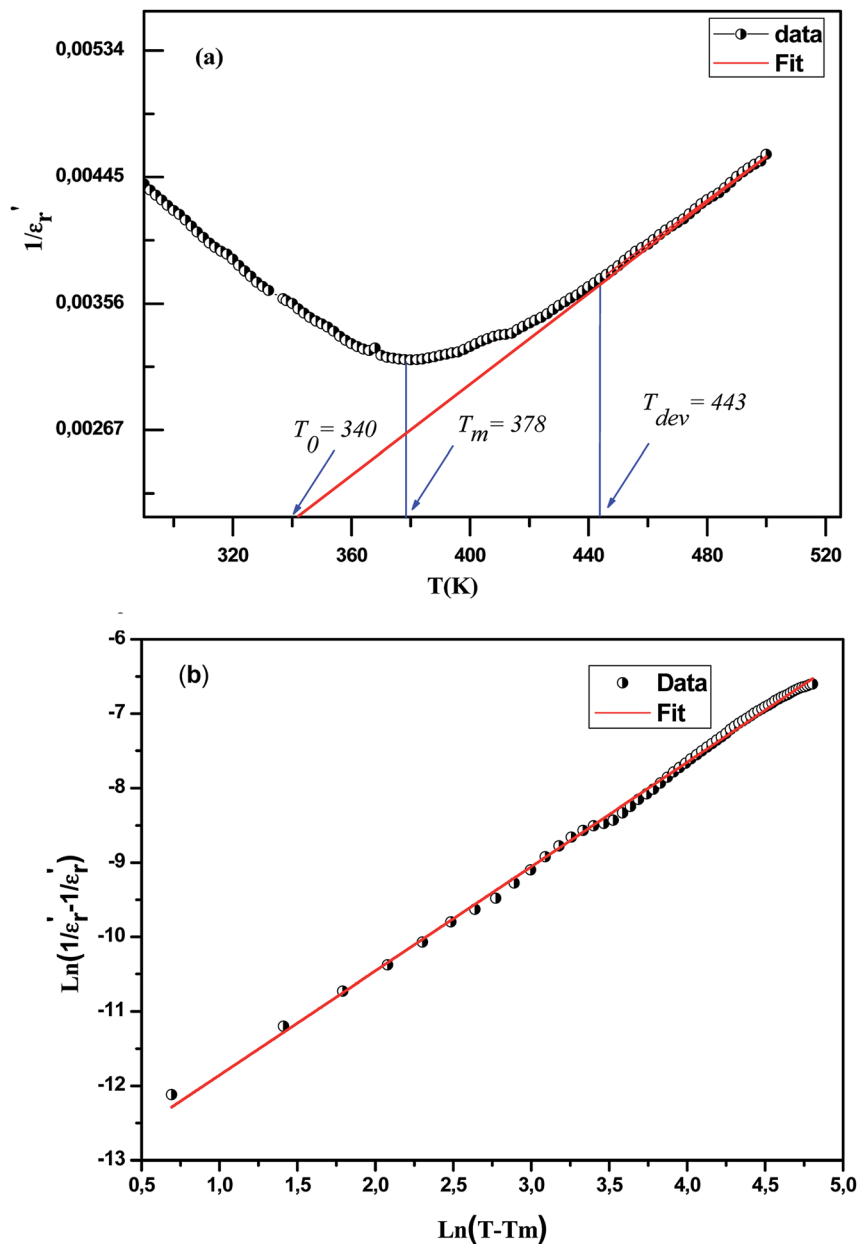 (a)
data
Fit
0,00534
0,00445
0,00356
0,00267
1/εr'
T0 = 340
Tm = 378
Tdev = 443
320 360 400 440 480 520
T(K)
(b)
Data
Fit
-6
-7
-8
-9
-10
-11
-12
-13
Ln(1/εr'-1/εr')
0,5 1,0 1,5 2,0 2,5 3,0 3,5 4,0 4,5 5,0
Ln(T-Tm)